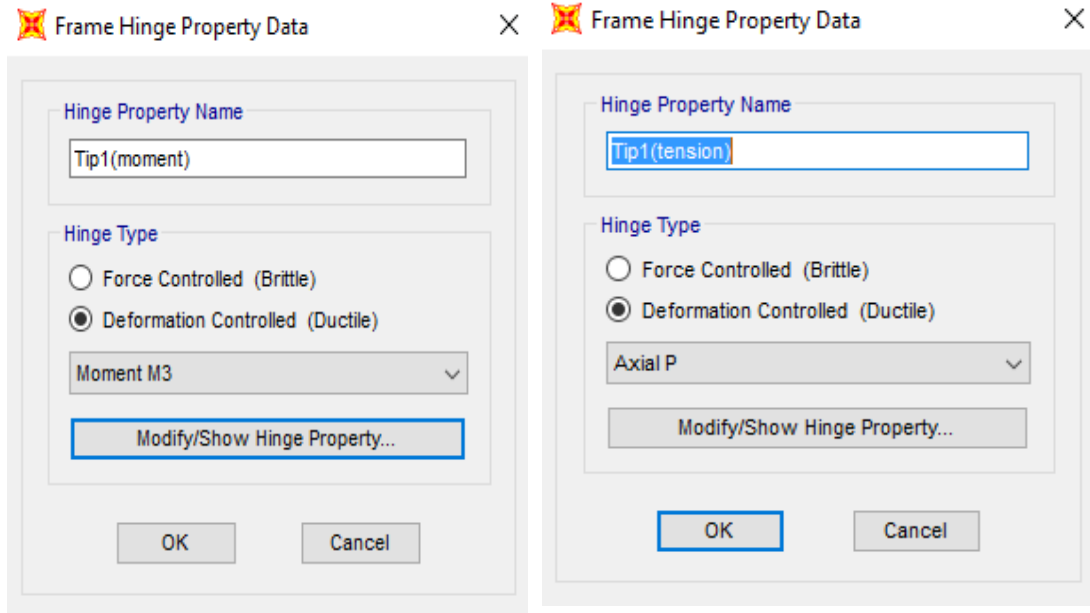 Frame Hinge Property Data
Hinge Property Name
Tip1(moment)
Hinge Type
Force Controlled (Brittle)
Deformation Controlled (Ductile)
Moment M3
Modify/Show Hinge Property...
OK
Cancel
Frame Hinge Property Data
Hinge Property Name
Tip1(tension)
Hinge Type
Force Controlled (Brittle)
Deformation Controlled (Ductile)
Axial P
Modify/Show Hinge Property...
OK
Cancel